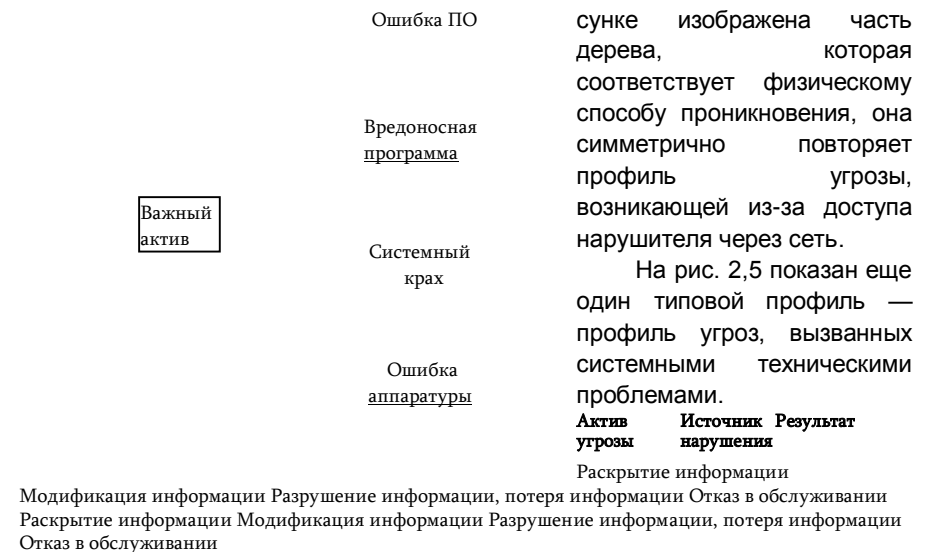 Ошибка ПО
Вредоносная
программа
Важный
актив
Системный
крах
Ошибка
аппаратуры
сунке изображена часть
дерева, которая
соответствует физическому
способу проникновения, она
симметрично повторяет
профиль угрозы,
возникающей из-за доступа
нарушителя через сеть.
На рис. 2,5 показан еще
один типовой профиль —
профиль угроз, вызванных
системными техническими
проблемами.
Актив Источник Результат
угрозы нарушения
Раскрытие информации
Модификация информации Разрушение информации, потеря информации Отказ в обслуживании
Раскрытие информации Модификация информации Разрушение информации, потеря информации
Отказ в обслуживании